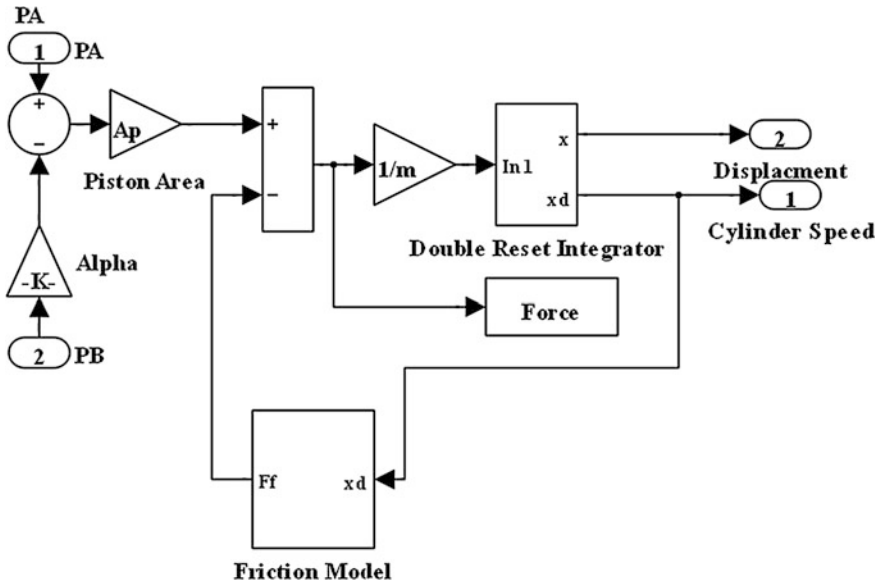 PA
1
PA
+
−
Ap
Piston Area
+
−
1/m
In1
x
xd
2
Displacment
1
Cylinder Speed
Double Reset Integrator
Alpha
-K-
2
PB
Force
Ff
xd
Friction Model